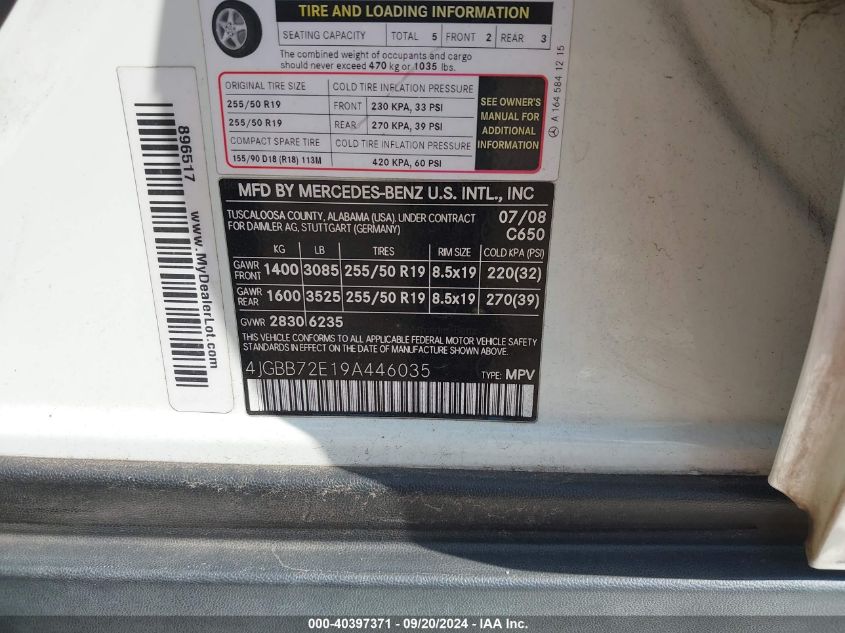 TIRE AND LOADING INFORMATION
SEATING CAPACITY TOTAL 5 FRONT 2 REAR 3
The combined weight of occupants and cargo
should never exceed 470 kg or 1035 lbs.
ORIGINAL TIRE SIZE COLD TIRE INFLATION PRESSURE
255/50 R19 FRONT 230 KPA, 33 PSI
255/50 R19 REAR 270 KPA, 39 PSI
COMPACT SPARE TIRE COLD TIRE INFLATION PRESSURE
155/90 D18 (R18) 113M 420 KPA, 60 PSI
SEE OWNER'S
MANUAL FOR
ADDITIONAL
INFORMATION
A 164 584 12 15
896517
www.MyDealerLot.com
MFD BY MERCEDES-BENZ U.S. INTL., INC
TUSCALOOSA COUNTY, ALABAMA (USA). UNDER CONTRACT 07/08
FOR DAIMLER AG, STUTTGART (GERMANY) C650
KG LB TIRES RIM SIZE COLD KPA (PSI)
GAWR FRONT 1400 3085 255/50 R19 8.5x19 220(32)
GAWR REAR 1600 3525 255/50 R19 8.5x19 270(39)
GVWR 2830 6235
THIS VEHICLE CONFORMS TO ALL APPLICABLE FEDERAL MOTOR VEHICLE SAFETY
STANDARDS IN EFFECT ON THE DATE OF MANUFACTURE SHOWN ABOVE.
4JGBB72E19A446035 TYPE: MPV
000-40397371 - 09/20/2024 - IAA Inc.